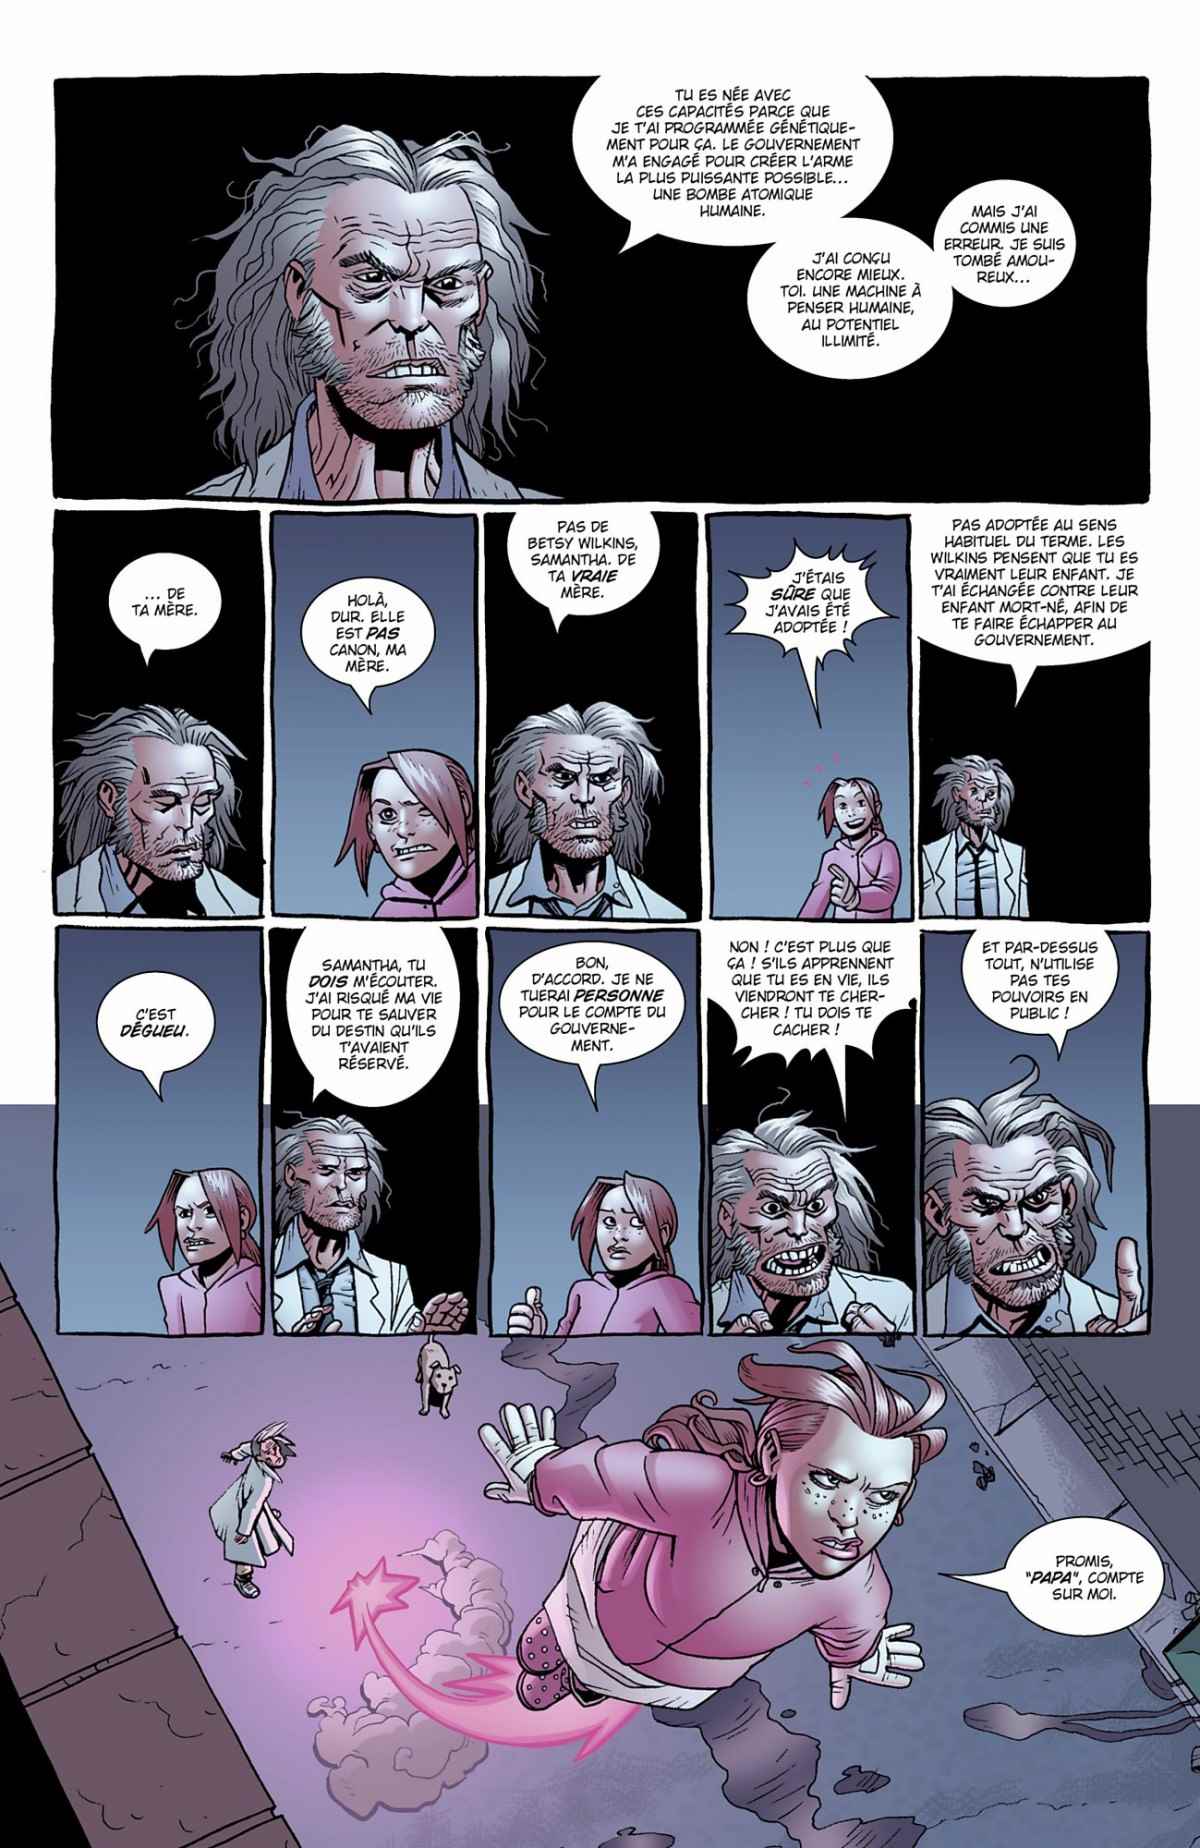 TU ES NÉE AVEC
CES CAPACITÉS PARCE QUE
JE T'AI PROGRAMMÉE GÉNÉTIQUE-
MENT POUR ÇA. LE GOUVERNEMENT
M'A ENGAGÉ POUR CRÉER L'ARME
LA PLUS PUISSANTE POSSIBLE...
UNE BOMBE ATOMIQUE
HUMAINE.
J'AI CONÇU
ENCORE MIEUX.
TOI. UNE MACHINE À
PENSER HUMAINE,
AU POTENTIEL
ILLIMITÉ.
MAIS J'AI
COMMIS UNE
ERREUR. JE SUIS
TOMBÉ AMOU-
REUX...
... DE
TA MÈRE.
HOLÀ,
DUR. ELLE
EST PAS
CANON, MA
MÈRE.
PAS DE
BETSY WILKINS,
SAMANTHA. DE
TA VRAIE
MÈRE.
J'ÉTAIS
SÛRE QUE
J'AVAIS ÉTÉ
ADOPTÉE !
PAS ADOPTÉE AU SENS
HABITUEL DU TERME. LES
WILKINS PENSENT QUE TU ES
VRAIMENT LEUR ENFANT. JE
T'AI ÉCHANGÉE CONTRE LEUR
ENFANT MORT-NÉ, AFIN DE
TE FAIRE ÉCHAPPER AU
GOUVERNEMENT.
C'EST
DÉGUEU.
SAMANTHA, TU
DOIS M'ÉCOUTER.
J'AI RISQUÉ MA VIE
POUR TE SAUVER
DU DESTIN QU'ILS
T'AVAIENT
RÉSERVÉ.
BON,
D'ACCORD. JE NE
TUERAI PERSONNE
POUR LE COMPTE DU
GOUVERNE-
MENT.
NON ! C'EST PLUS QUE
ÇA ! S'ILS APPRENNENT
QUE TU ES EN VIE, ILS
VIENDRONT TE CHER-
CHER ! TU DOIS TE
CACHER !
ET PAR-DESSUS
TOUT, N'UTILISE
PAS TES
POUVOIRS EN
PUBLIC !
PROMIS,
"PAPA", COMPTE
SUR MOI.